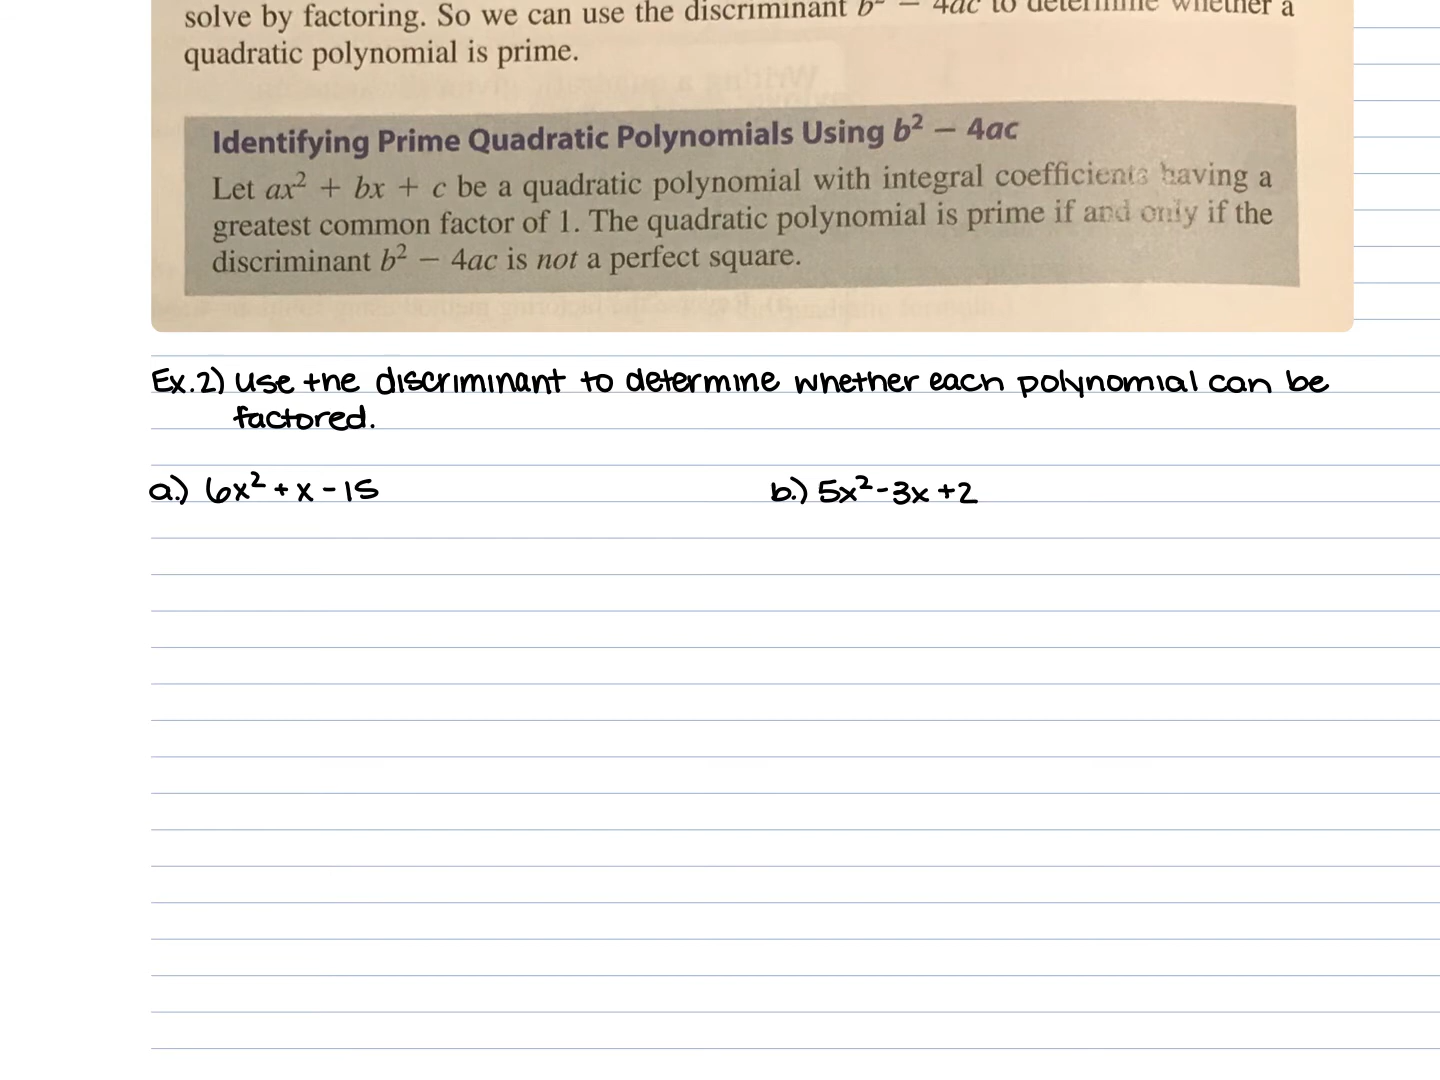 solve by factoring. So we can use the discriminant b² − 4ac to determine whether a
quadratic polynomial is prime.
Identifying Prime Quadratic Polynomials Using b² − 4ac
Let ax² + bx + c be a quadratic polynomial with integral coefficients having a
greatest common factor of 1. The quadratic polynomial is prime if and only if the
discriminant b² − 4ac is not a perfect square.
Ex.2) Use the discriminant to determine whether each polynomial can be
factored.
a.) 6x² + x - 15
b.) 5x² - 3x + 2